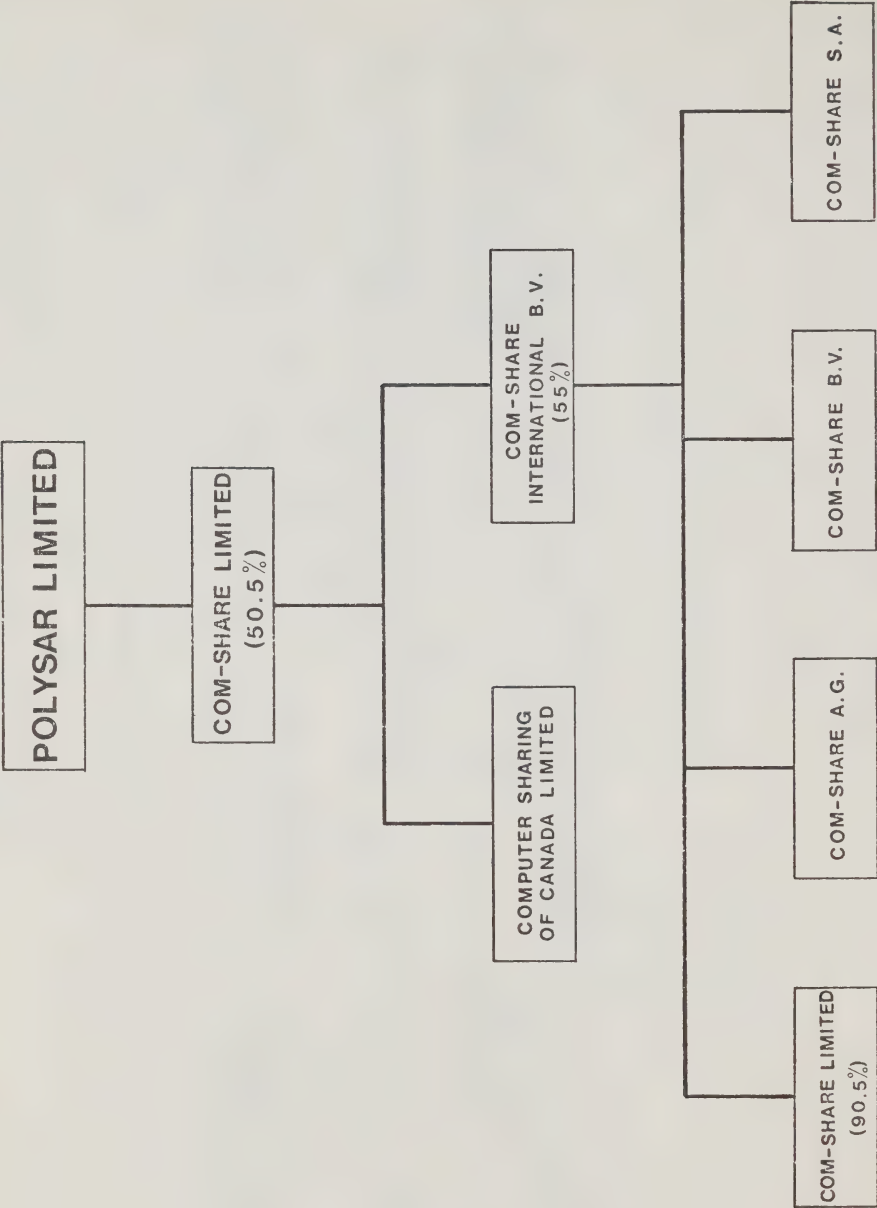 POLYSAR LIMITED
COM-SHARE LIMITED
(50.5%)
COMPUTER SHARING
OF CANADA LIMITED
COM-SHARE
INTERNATIONAL B.V.
(55%)
COM-SHARE LIMITED
(90.5%)
COM-SHARE A.G.
COM-SHARE B.V.
COM-SHARE S.A.